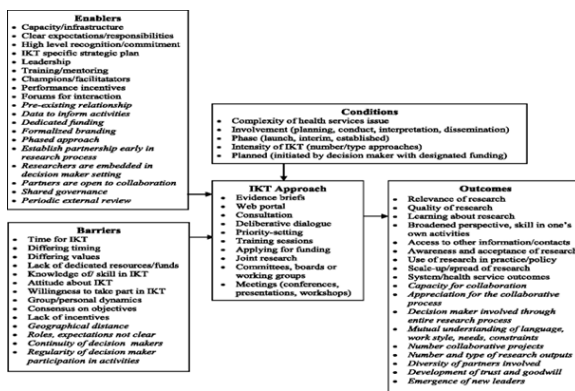 Enablers
• Capacity/infrastructure
• Clear expectations/responsibilities
• High level recognition/commitment
• IKT specific strategic plan
• Leadership
• Training/mentoring
• Champions/facilitatators
• Performance incentives
• Forums for interaction
• Pre-existing relationship
• Data to inform activities
• Dedicated funding
• Formalized branding
• Phased approach
• Establish partnership early in
research process
• Researchers are embedded in
decision maker setting
• Partners are open to collaboration
• Shared governance
• Periodic external review
Barriers
• Time for IKT
• Differing timing
• Differing values
• Lack of dedicated resources/funds
• Knowledge of/ skill in IKT
• Attitude about IKT
• Willingness to take part in IKT
• Group/personal dynamics
• Consensus on objectives
• Lack of incentives
• Geographical distance
• Roles, expectations not clear
• Continuity of decision makers
• Regularity of decision maker
participation in activities
Conditions
• Complexity of health services issue
• Involvement (planning, conduct, interpretation, dissemination)
• Phase (launch, interim, established)
• Intensity of IKT (number/type approaches)
• Planned (initiated by decision maker with designated funding)
IKT Approach
• Evidence briefs
• Web portal
• Consultation
• Deliberative dialogue
• Priority-setting
• Training sessions
• Applying for funding
• Joint research
• Committees, boards or
working groups
• Meetings (conferences,
presentations, workshops)
Outcomes
• Relevance of research
• Quality of research
• Learning about research
• Broadened perspective, skill in one's
own activities
• Access to other information/contacts
• Awareness and acceptance of research
• Use of research in practice/policy
• Scale-up/spread of research
• System/health service outcomes
• Capacity for collaboration
• Appreciation for the collaborative
process
• Decision maker involved through
entire research process
• Mutual understanding of language,
work style, needs, constraints
• Number collaborative projects
• Number and type of research outputs
• Diversity of partners involved
• Development of trust and goodwill
• Emergence of new leaders